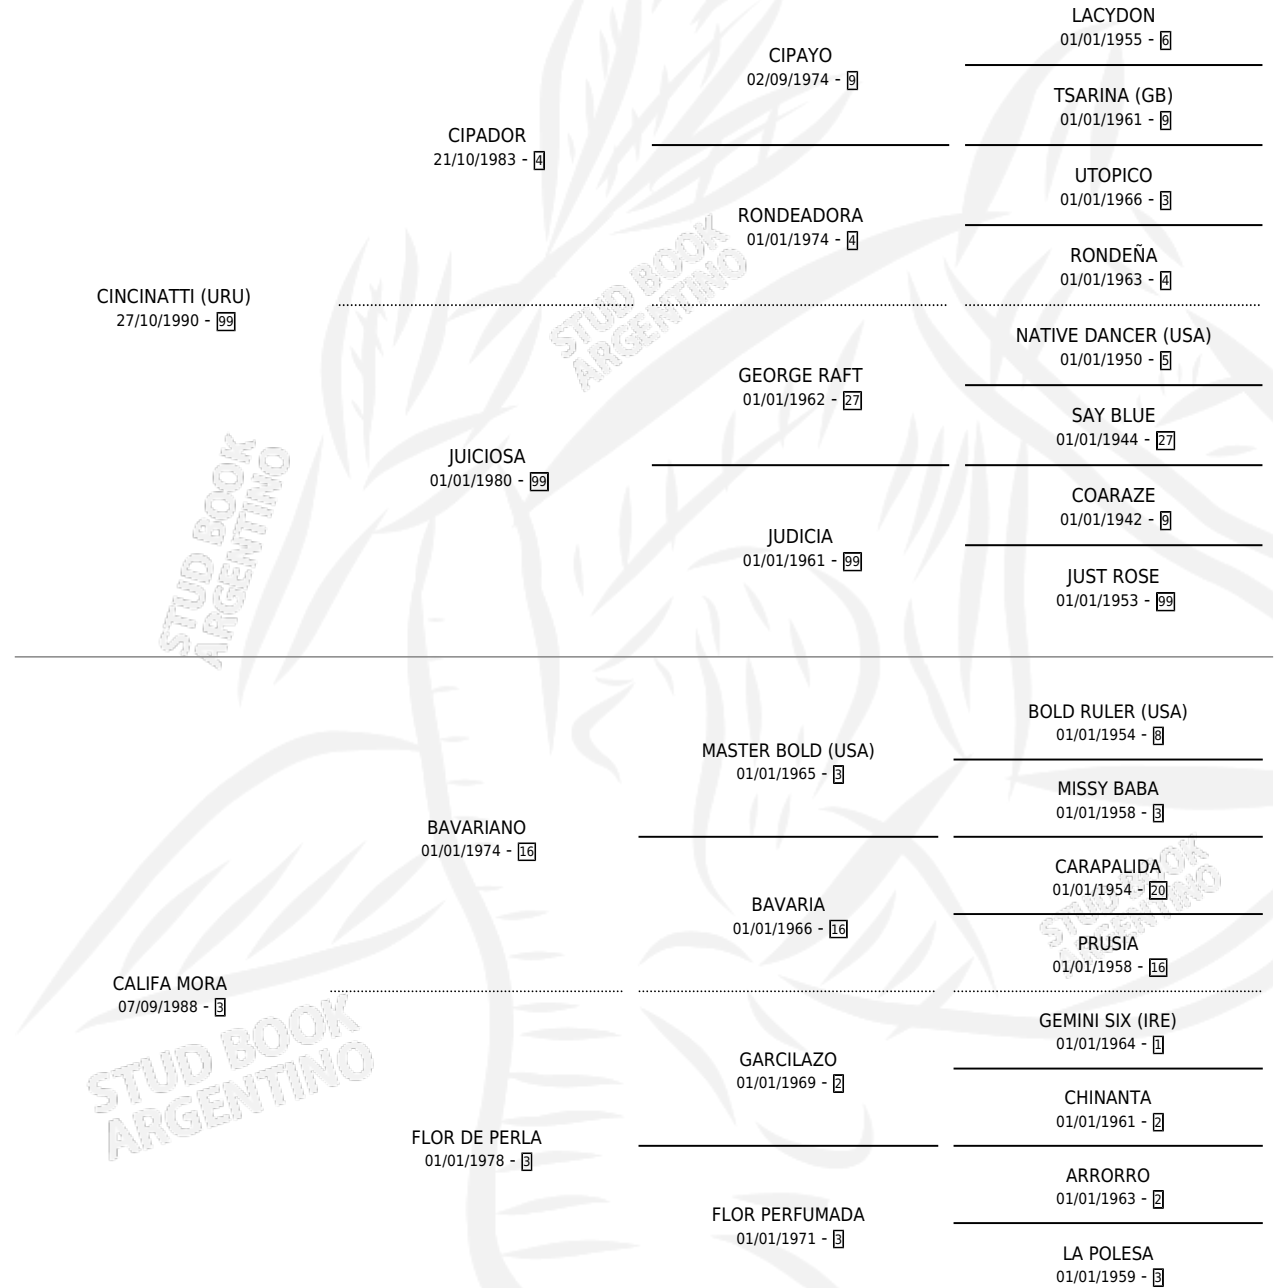 LACYDON
01/01/1955 - 6
CIPAYO
02/09/1974 - 9
TSARINA (GB)
01/01/1961 - 9
CIPADOR
21/10/1983 - 4
UTOPICO
01/01/1966 - 3
RONDEADORA
01/01/1974 - 4
RONDEÑA
01/01/1963 - 4
CINCINATTI (URU)
27/10/1990 - 99
NATIVE DANCER (USA)
01/01/1950 - 5
GEORGE RAFT
01/01/1962 - 27
SAY BLUE
01/01/1944 - 27
JUICIOSA
01/01/1980 - 99
COARAZE
01/01/1942 - 9
JUDICIA
01/01/1961 - 99
JUST ROSE
01/01/1953 - 99
BOLD RULER (USA)
01/01/1954 - 8
MASTER BOLD (USA)
01/01/1965 - 3
MISSY BABA
01/01/1958 - 3
BAVARIANO
01/01/1974 - 16
CARAPALIDA
01/01/1954 - 20
BAVARIA
01/01/1966 - 16
PRUSIA
01/01/1958 - 16
CALIFA MORA
07/09/1988 - 3
GEMINI SIX (IRE)
01/01/1964 - 1
GARCILAZO
01/01/1969 - 2
CHINANTA
01/01/1961 - 2
FLOR DE PERLA
01/01/1978 - 3
ARRORRO
01/01/1963 - 2
FLOR PERFUMADA
01/01/1971 - 3
LA POLESA
01/01/1959 - 3
STUD BOOK
ARGENTINO
STUD BOOK
ARGENTINO
STUD BOOK
ARGENTINO
STUD BOOK
ARGENTINO